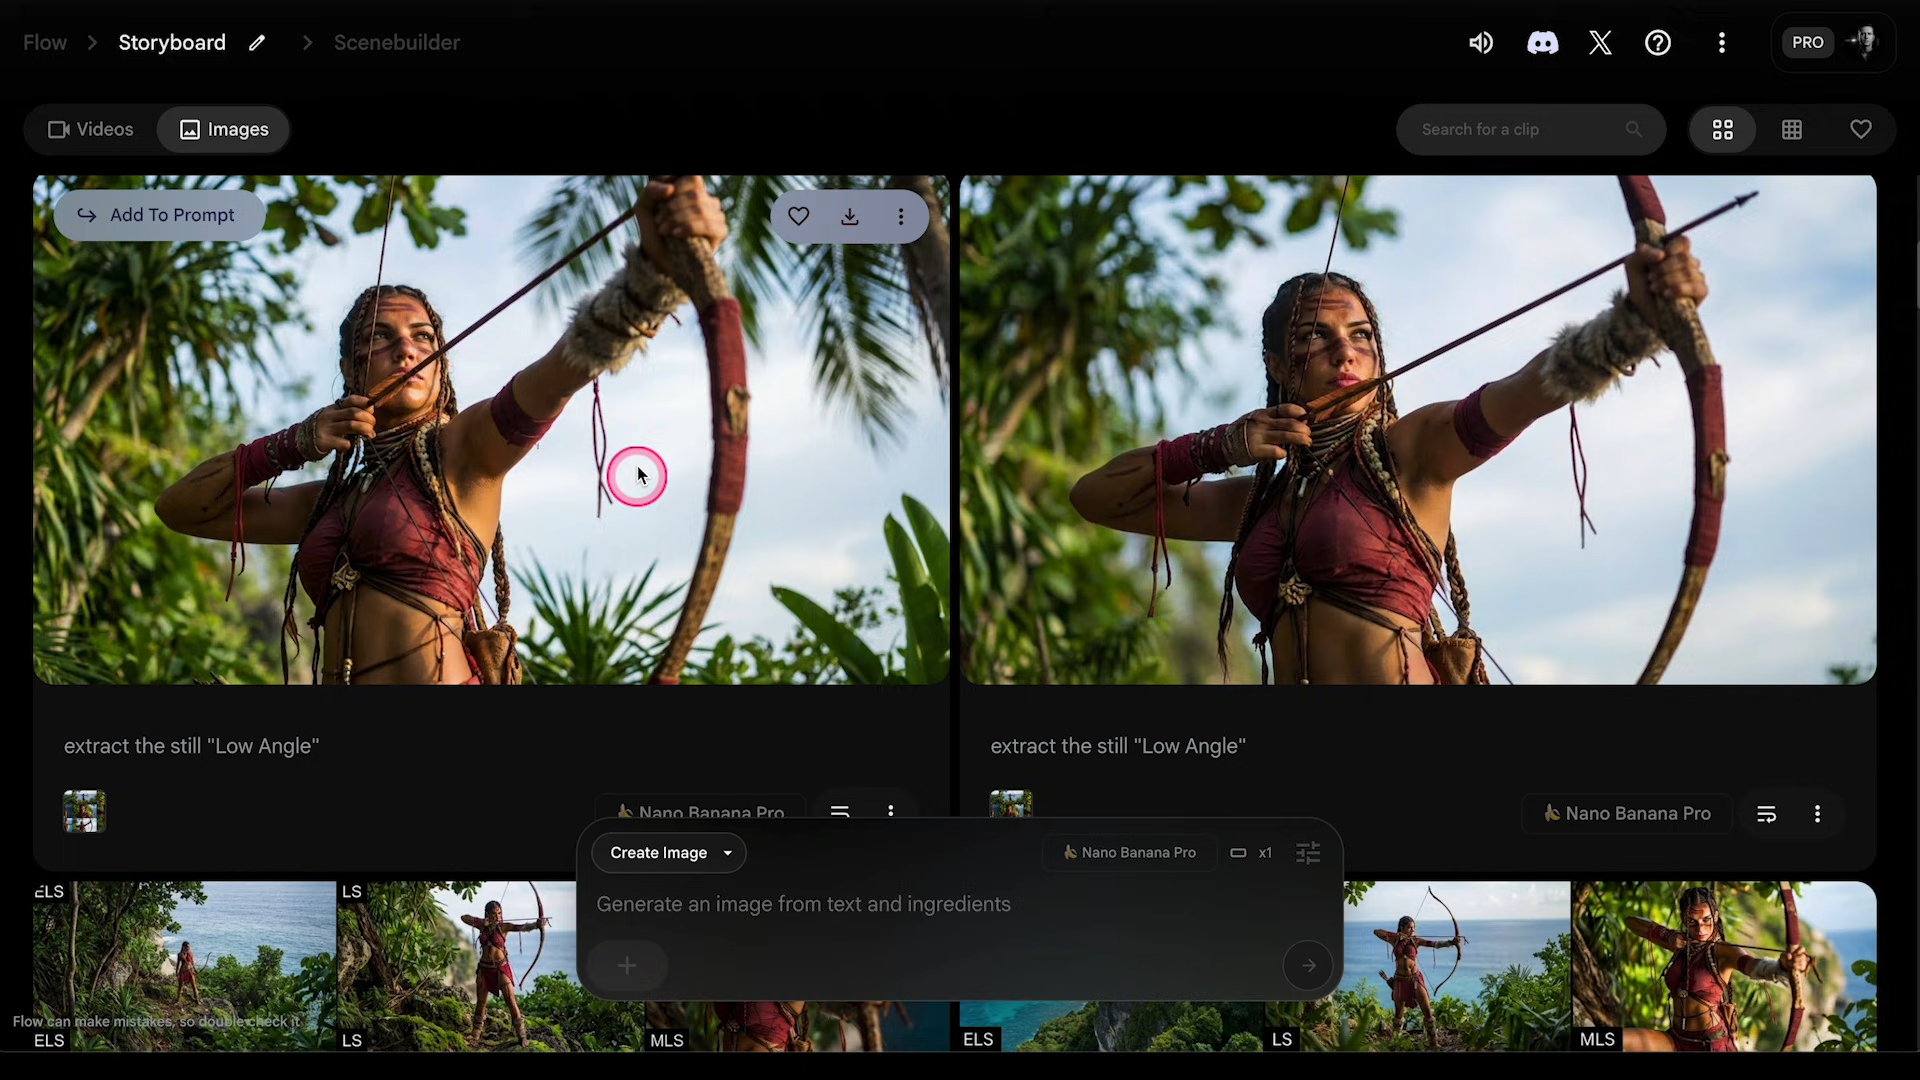 Flow
Storyboard
Scenebuilder
PRO
Videos
Images
Search for a clip
Add To Prompt
extract the still "Low Angle"
extract the still "Low Angle"
Nano Banana Pro
Nano Banana Pro
Create Image
Nano Banana Pro
x1
Generate an image from text and ingredients
ELS
LS
Flow can make mistakes, so double check it
ELS
LS
MLS
ELS
LS
MLS